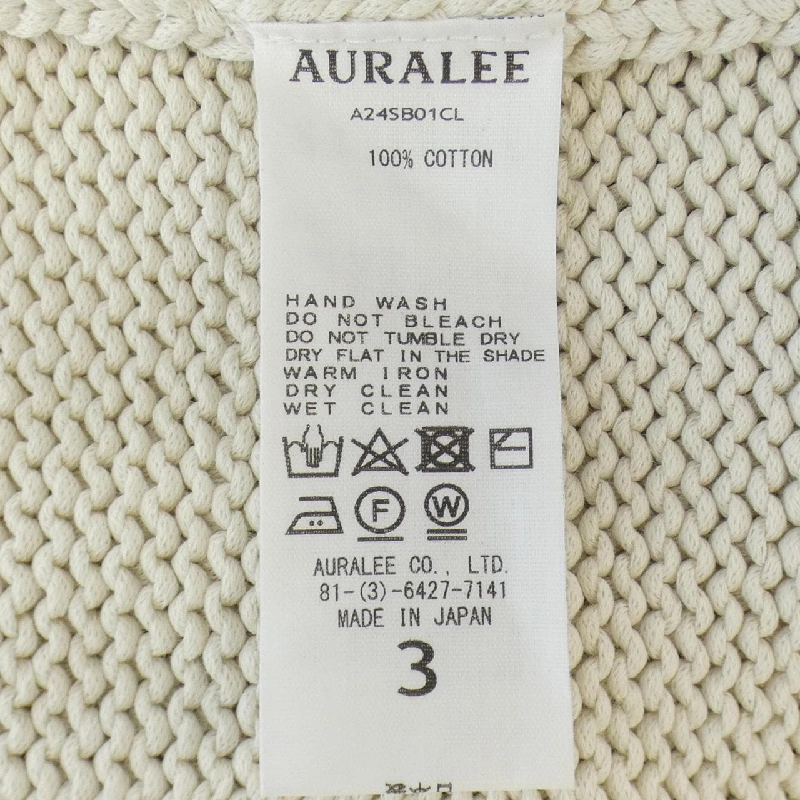 AURALEE
A24SB01CL
100% COTTON
HAND WASH
DO NOT BLEACH
DO NOT TUMBLE DRY
DRY FLAT IN THE SHADE
WARM IRON
DRY CLEAN
WET CLEAN
F W
AURALEE CO., LTD.
81-(3)-6427-7141
MADE IN JAPAN
3